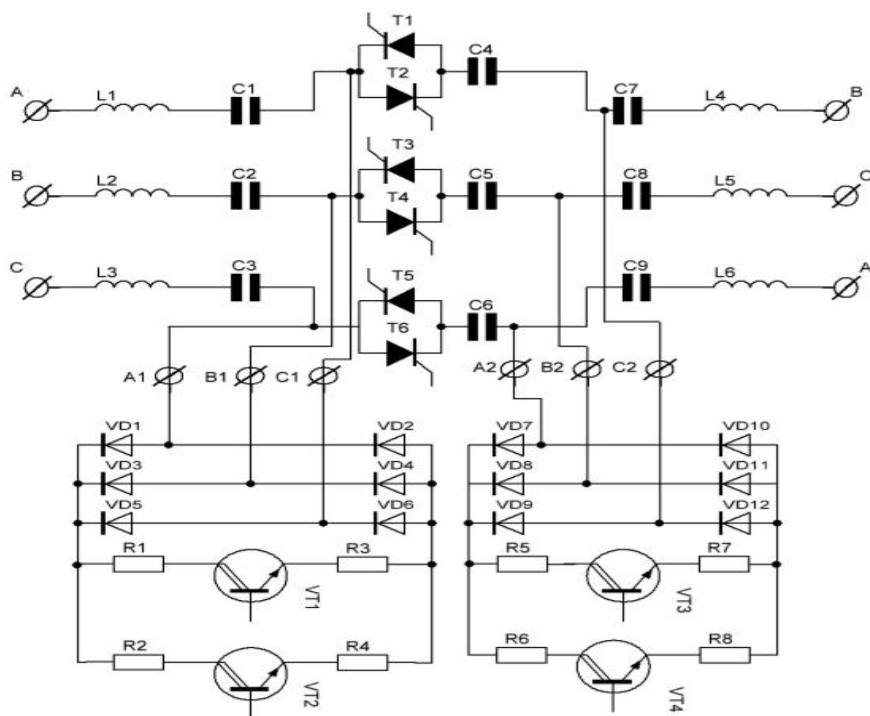 T1
C4
A L1 C1 T2 C7 L4 B
T3
B L2 C2 T4 C5 C8 L5 C
C L3 C3 T5 C6 C9 L6 A
T6
A1 B1 C1 A2 B2 C2
VD1 VD2 VD7 VD10
VD3 VD4 VD8 VD11
VD5 VD6 VD9 VD12
R1 R3 R5 R7
VT1 VT3
R2 R4 R6 R8
VT2 VT4